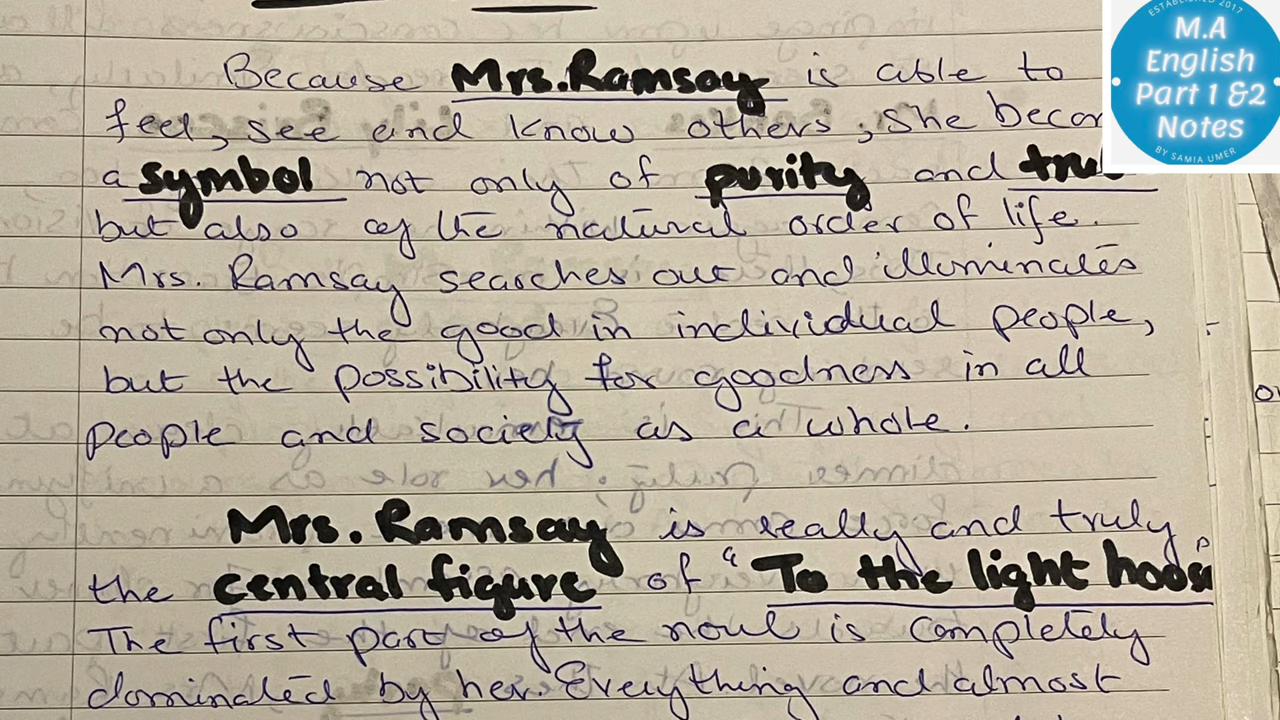 Because Mrs.Ramsay is able to
feel, see and know others, she becom
a symbol not only of purity and tru
but also of the natural order of life.
Mrs. Ramsay searches out and illuminates
not only the good in individual people,
but the possibility for goodness in all
people and society as a whole.
Mrs. Ramsay is really and truly
the central figure of "To the light house"
The first part of the novel is completely
dominated by her. Everything and almost
ESTABLISHED 2017
M.A
English
Part 1 &2
Notes
BY SAMIA UMER